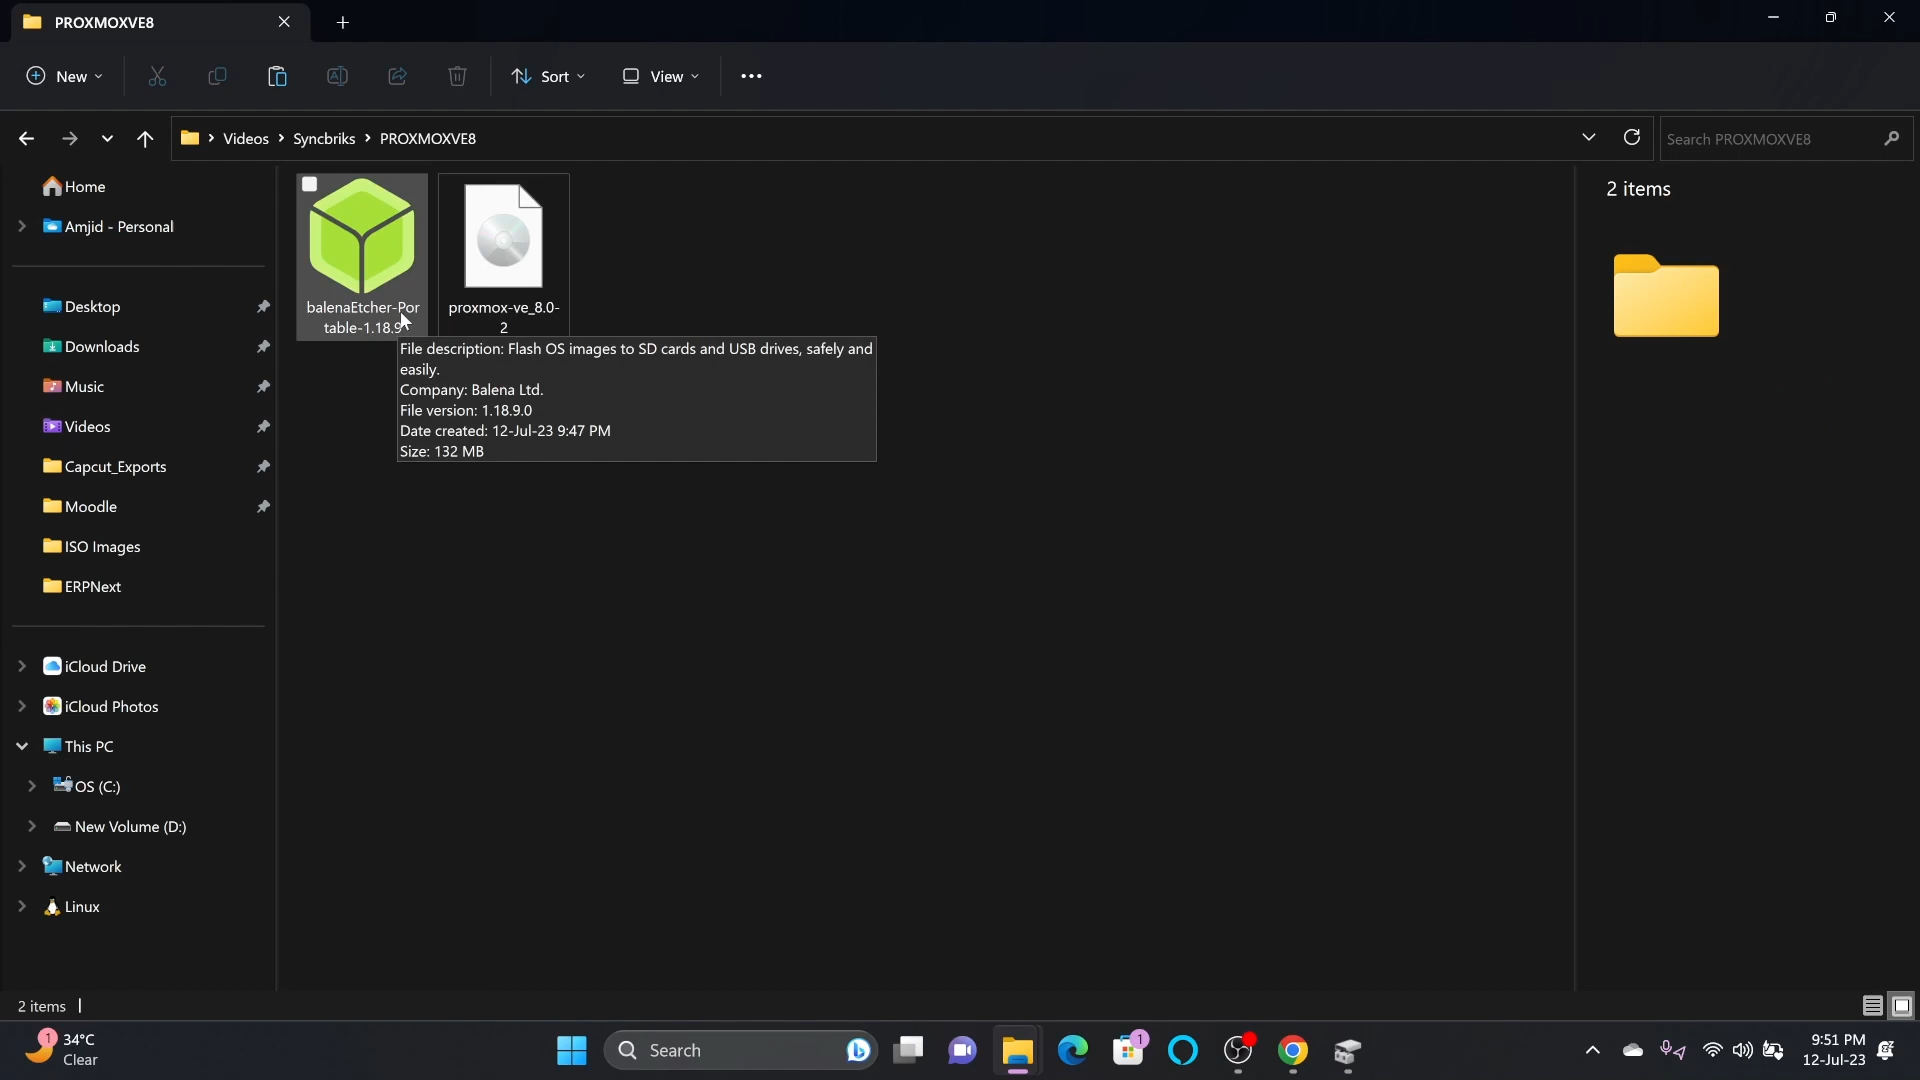 PROXMOXVE8
New
Sort
View
Videos > Syncbriks > PROXMOXVE8
Search PROXMOXVE8
Home
Amjid - Personal
Desktop
Downloads
Music
Videos
Capcut_Exports
Moodle
ISO Images
ERPNext
iCloud Drive
iCloud Photos
This PC
OS (C:)
New Volume (D:)
Network
Linux
balenaEtcher-Por
table-1.18.9
proxmox-ve_8.0-
2
File description: Flash OS images to SD cards and USB drives, safely and
easily.
Company: Balena Ltd.
File version: 1.18.9.0
Date created: 12-Jul-23 9:47 PM
Size: 132 MB
2 items
2 items
1
34°C
Clear
Search
1
9:51 PM
12-Jul-23